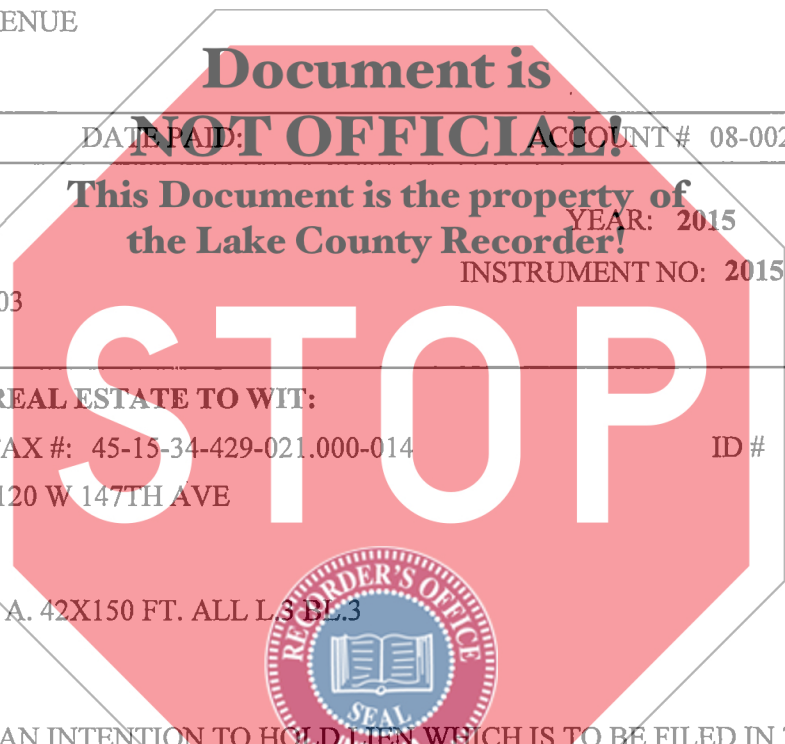 ENUE
Document is
NOT OFFICIAL!
DATE PAID: ACCOUNT # 08-002
This Document is the property of
the Lake County Recorder!
YEAR: 2015
INSTRUMENT NO: 2015
03
STOP
REAL ESTATE TO WIT:
AX #: 45-15-34-429-021.000-014 ID #
120 W 147TH AVE
RECORDER'S OFFICE
A. 42X150 FT. ALL L.3 BL.3
SEAL
AN INTENTION TO HOLD LIEN WHICH IS TO BE FILED IN